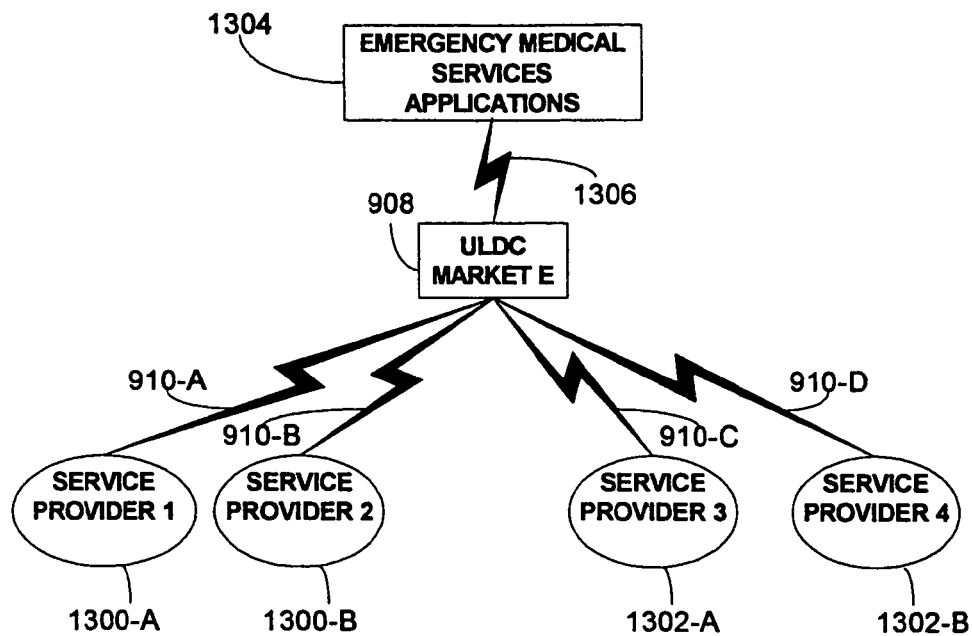 1304
EMERGENCY MEDICAL
SERVICES
APPLICATIONS
1306
908
ULDC
MARKET E
910-A
910-B
910-C
910-D
SERVICE
PROVIDER 1
SERVICE
PROVIDER 2
SERVICE
PROVIDER 3
SERVICE
PROVIDER 4
1300-A
1300-B
1302-A
1302-B